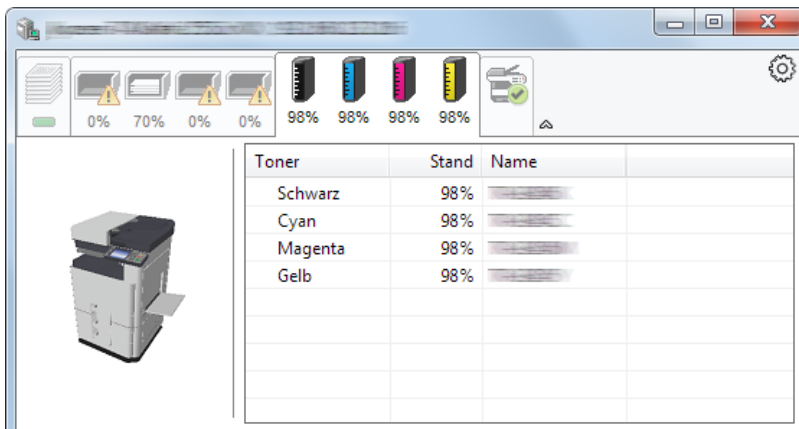 0% 70% 0% 0% 98% 98% 98% 98%
Toner Stand Name
Schwarz 98%
Cyan 98%
Magenta 98%
Gelb 98%